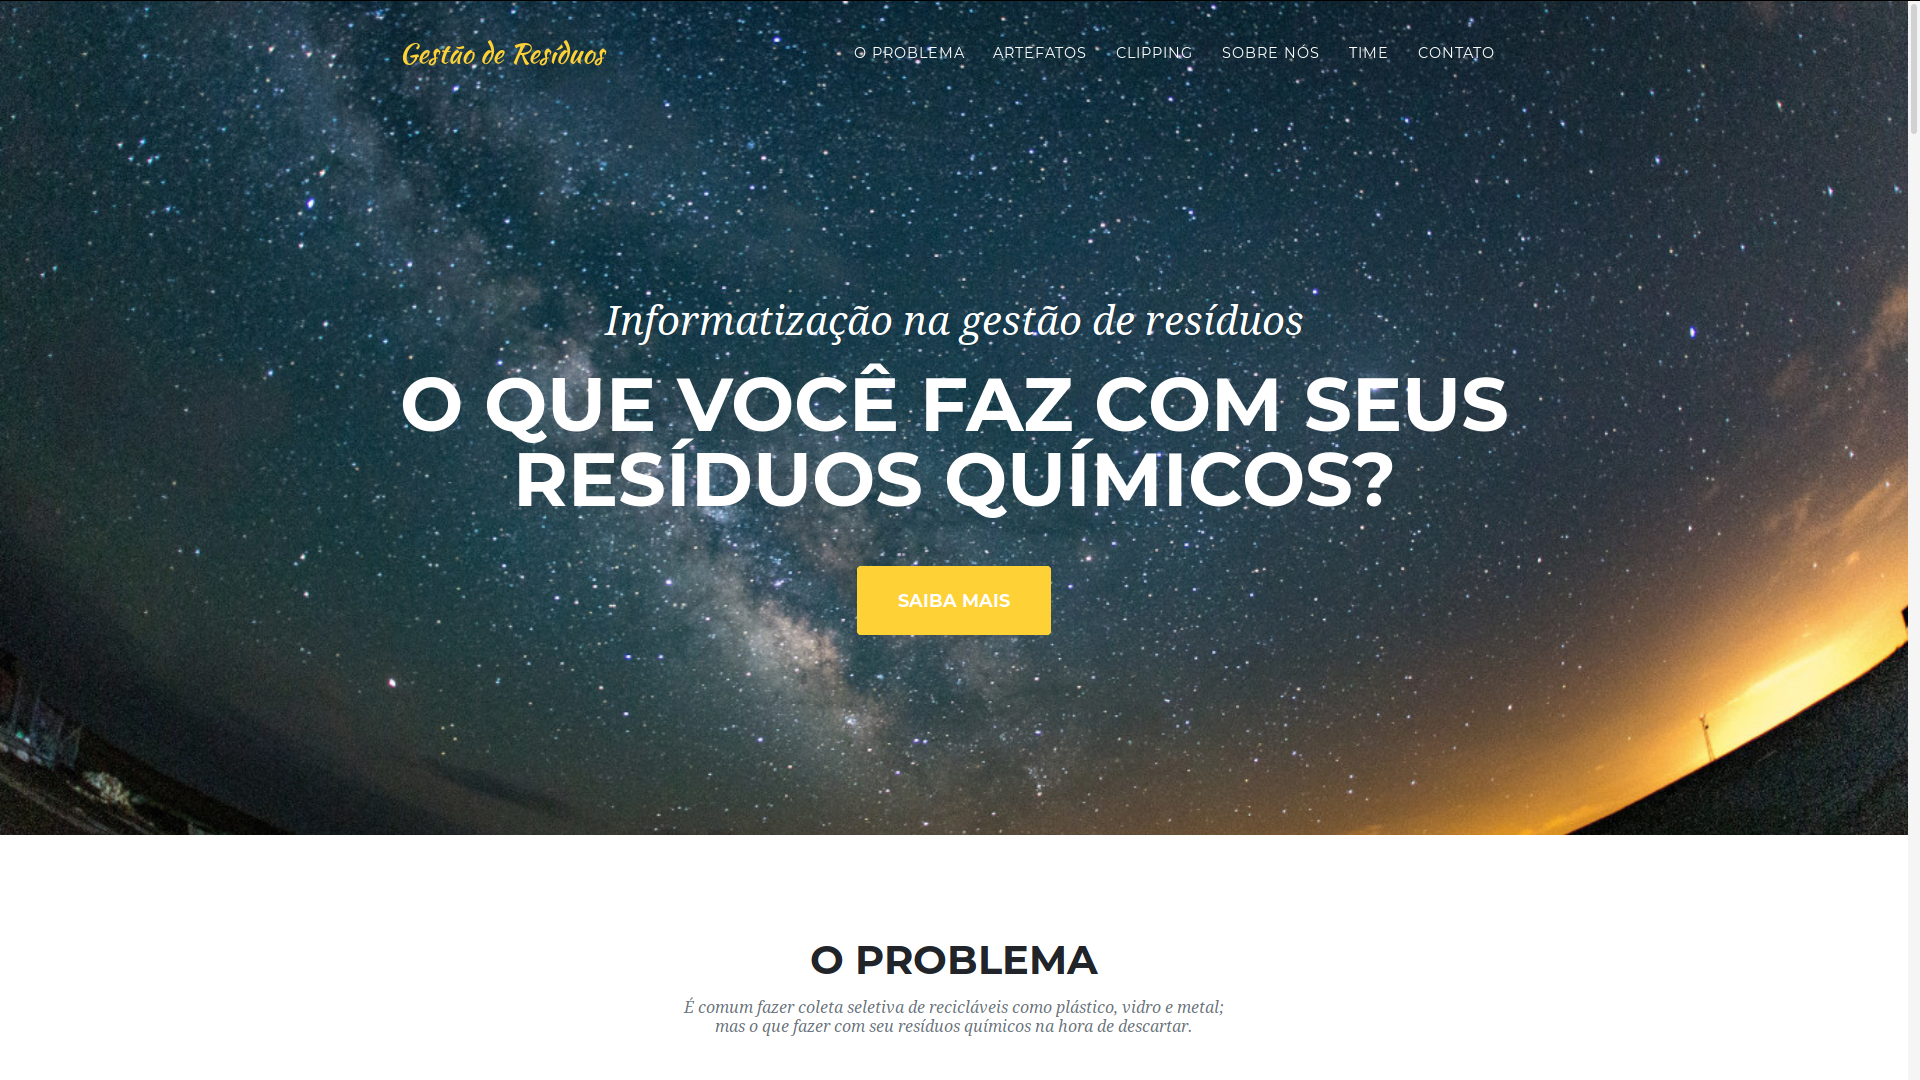 Gestão de Resíduos
O PROBLEMA
ARTEFATOS
CLIPPING
SOBRE NÓS
TIME
CONTATO
Informatização na gestão de resíduos
O QUE VOCÊ FAZ COM SEUS
RESÍDUOS QUÍMICOS?
SAIBA MAIS
O PROBLEMA
É comum fazer coleta seletiva de recicláveis como plástico, vidro e metal;
mas o que fazer com seu resíduos químicos na hora de descartar.